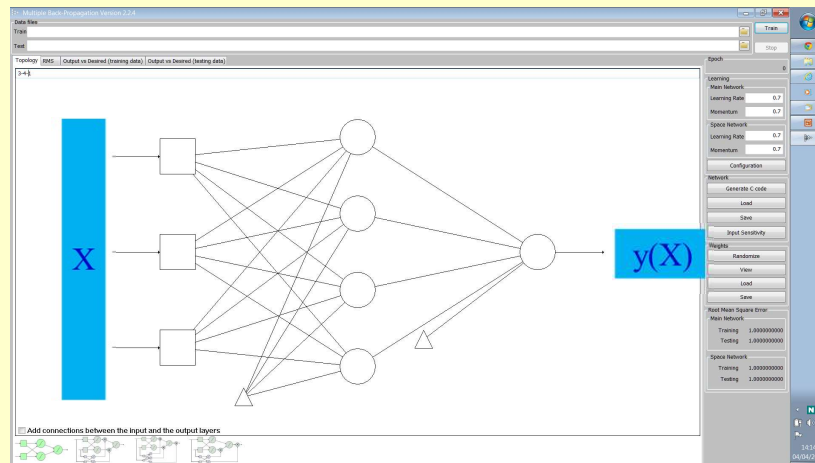 Multiple Back-Propagation Version 2.2.4
Data files
Train
Test
Train
Stop
Topology RMS Output vs Desired (training data) Output vs Desired (testing data)
3-4-1
X
y(X)
Add connections between the input and the output layers
Epoch
0
Learning
Main Network
Learning Rate 0.7
Momentum 0.7
Space Network
Learning Rate 0.7
Momentum 0.7
Configuration
Network
Generate C code
Load
Save
Input Sensitivity
Weights
Randomize
View
Load
Save
Root Mean Square Error
Main Network
Training 1.0000000000
Testing 1.0000000000
Space Network
Training 1.0000000000
Testing 1.0000000000
N